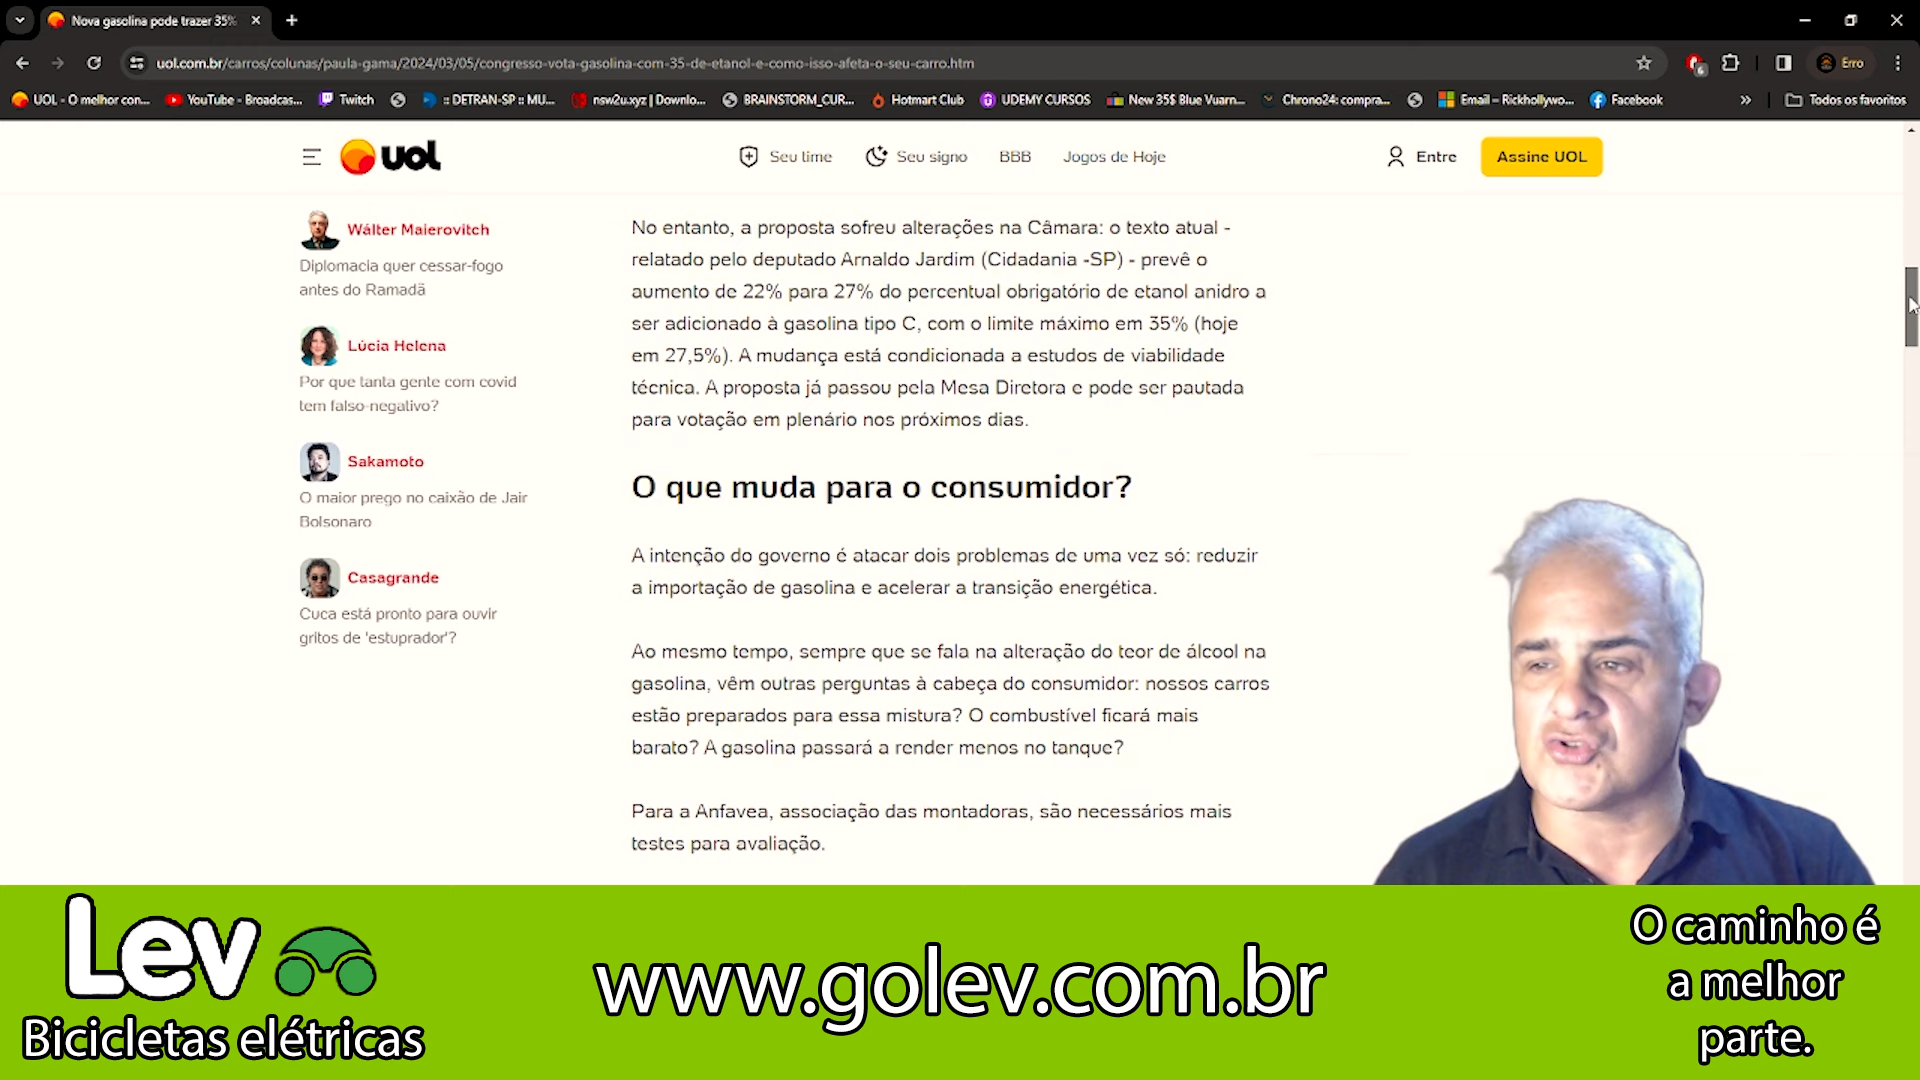 Nova gasolina pode trazer 35%
uol.com.br/carros/colunas/paula-gama/2024/03/05/congresso-vota-gasolina-com-35-de-etanol-e-como-isso-afeta-o-seu-carro.htm
6
Erro
UOL - O melhor con...
YouTube - Broadcas...
Twitch
:: DETRAN-SP :: MU...
nsw2u.xyz | Downlo...
BRAINSTORM_CUR...
Hotmart Club
UDEMY CURSOS
New 35$ Blue Vuarn...
Chrono24: compra...
Email – Rickhollywo...
Facebook
»
Todos os favoritos
uol
Seu time
Seu signo
BBB
Jogos de Hoje
Entre
Assine UOL
Wálter Maierovitch
Diplomacia quer cessar-fogo
antes do Ramadã
Lúcia Helena
Por que tanta gente com covid
tem falso-negativo?
Sakamoto
O maior prego no caixão de Jair
Bolsonaro
Casagrande
Cuca está pronto para ouvir
gritos de 'estuprador'?
No entanto, a proposta sofreu alterações na Câmara: o texto atual -
relatado pelo deputado Arnaldo Jardim (Cidadania -SP) - prevê o
aumento de 22% para 27% do percentual obrigatório de etanol anidro a
ser adicionado à gasolina tipo C, com o limite máximo em 35% (hoje
em 27,5%). A mudança está condicionada a estudos de viabilidade
técnica. A proposta já passou pela Mesa Diretora e pode ser pautada
para votação em plenário nos próximos dias.
O que muda para o consumidor?
A intenção do governo é atacar dois problemas de uma vez só: reduzir
a importação de gasolina e acelerar a transição energética.
Ao mesmo tempo, sempre que se fala na alteração do teor de álcool na
gasolina, vêm outras perguntas à cabeça do consumidor: nossos carros
estão preparados para essa mistura? O combustível ficará mais
barato? A gasolina passará a render menos no tanque?
Para a Anfavea, associação das montadoras, são necessários mais
testes para avaliação.
Lev
Bicicletas elétricas
www.golev.com.br
O caminho é
a melhor
parte.